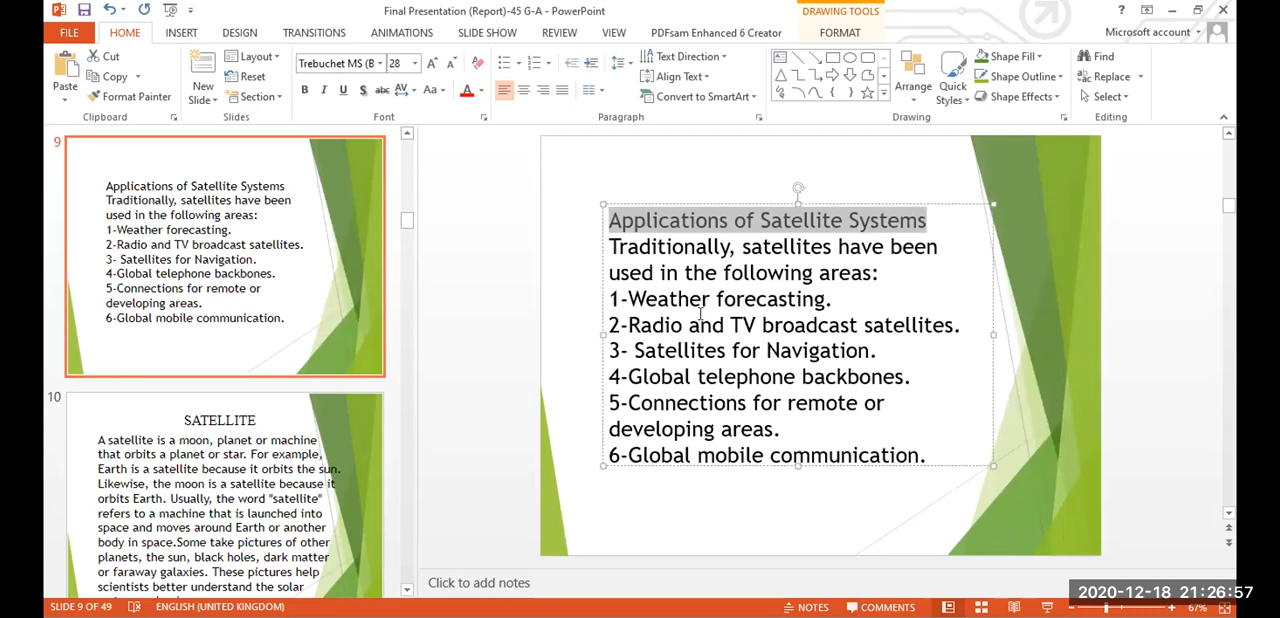 Final Presentation (Report)-45 G-A - PowerPoint
DRAWING TOOLS
FILE HOME INSERT DESIGN TRANSITIONS ANIMATIONS SLIDE SHOW REVIEW VIEW PDFsam Enhanced 6 Creator FORMAT Microsoft account
Paste
Cut
Copy
Format Painter
Clipboard
New
Slide
Layout
Reset
Section
Slides
Trebuchet MS (B 28
B I U S abc AV Aa A
Font
Text Direction
Align Text
Convert to SmartArt
Paragraph
Arrange
Quick
Styles
Shape Fill
Shape Outline
Shape Effects
Drawing
Find
Replace
Select
Editing
9
Applications of Satellite Systems
Traditionally, satellites have been
used in the following areas:
1-Weather forecasting.
2-Radio and TV broadcast satellites.
3- Satellites for Navigation.
4-Global telephone backbones.
5-Connections for remote or
developing areas.
6-Global mobile communication.
10
SATELLITE
A satellite is a moon, planet or machine
that orbits a planet or star. For example,
Earth is a satellite because it orbits the sun.
Likewise, the moon is a satellite because it
orbits Earth. Usually, the word "satellite"
refers to a machine that is launched into
space and moves around Earth or another
body in space.Some take pictures of other
planets, the sun, black holes, dark matter
or faraway galaxies. These pictures help
scientists better understand the solar
Applications of Satellite Systems
Traditionally, satellites have been
used in the following areas:
1-Weather forecasting.
2-Radio and TV broadcast satellites.
3- Satellites for Navigation.
4-Global telephone backbones.
5-Connections for remote or
developing areas.
6-Global mobile communication.
Click to add notes
2020-12-18 21:26:57
SLIDE 9 OF 49 ENGLISH (UNITED KINGDOM) NOTES COMMENTS 67%